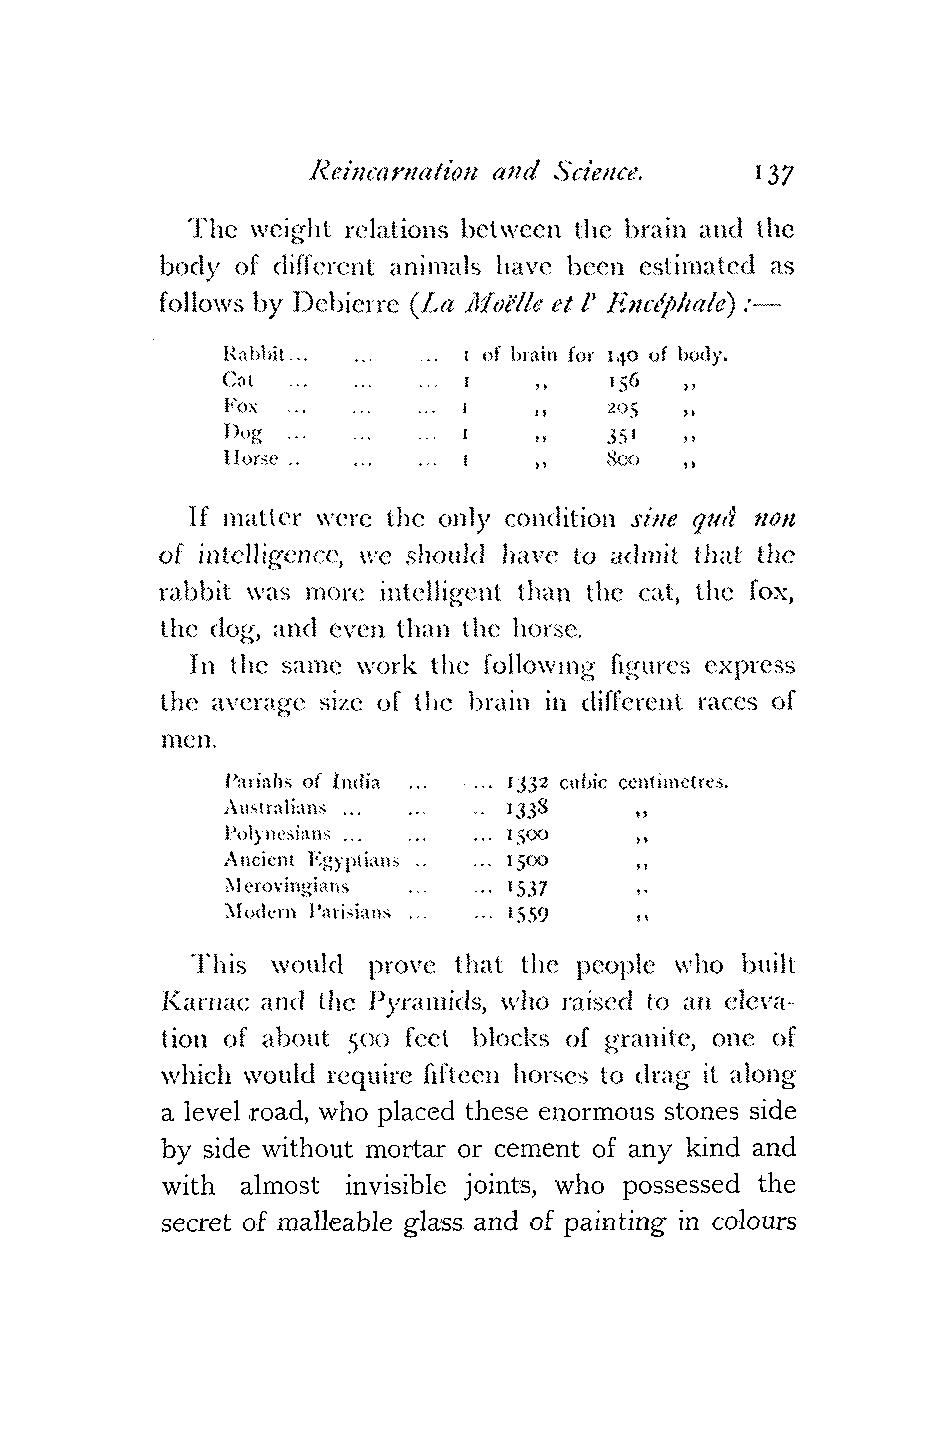 Reincarnation and Science. 137
The weight relations between the brain and the
body of different animals have been estimated as
follows by Debierre (La Moëlle et l' Encéphale) :—
Rabbit... ... ... 1 of brain for 140 of body.
Cat ... ... ... 1 ,, 156 ,,
Fox ... ... ... 1 ,, 205 ,,
Dog ... ... ... 1 ,, 351 ,,
Horse .. ... ... 1 ,, 800 ,,
If matter were the only condition sine quâ non
of intelligence, we should have to admit that the
rabbit was more intelligent than the cat, the fox,
the dog, and even than the horse.
In the same work the following figures express
the average size of the brain in different races of
men.
Pariahs of India ... ... 1332 cubic centimetres.
Australians ... ... .. 1338 ,,
Polynesians ... ... ... 1500 ,,
Ancient Egyptians .. ... 1500 ,,
Merovingians ... ... 1537 ,,
Modern Parisians ... ... 1559 ,,
This would prove that the people who built
Karnac and the Pyramids, who raised to an eleva-
tion of about 500 feet blocks of granite, one of
which would require fifteen horses to drag it along
a level road, who placed these enormous stones side
by side without mortar or cement of any kind and
with almost invisible joints, who possessed the
secret of malleable glass and of painting in colours